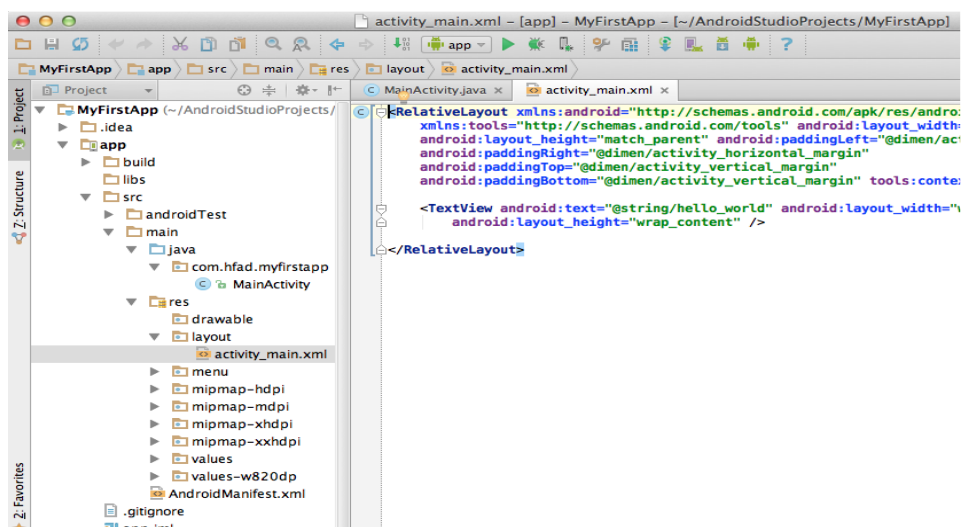 activity_main.xml – [app] – MyFirstApp – [~/AndroidStudioProjects/MyFirstApp]
app
MyFirstApp app src main res layout activity_main.xml
1: Project
Z: Structure
2: Favorites
Project
MyFirstApp (~/AndroidStudioProjects/
.idea
app
build
libs
src
androidTest
main
java
com.hfad.myfirstapp
MainActivity
res
drawable
layout
activity_main.xml
menu
mipmap-hdpi
mipmap-mdpi
mipmap-xhdpi
mipmap-xxhdpi
values
values-w820dp
AndroidManifest.xml
.gitignore
MainActivity.java × activity_main.xml ×
<RelativeLayout xmlns:android="http://schemas.android.com/apk/res/andro
xmlns:tools="http://schemas.android.com/tools" android:layout_width=
android:layout_height="match_parent" android:paddingLeft="@dimen/act
android:paddingRight="@dimen/activity_horizontal_margin"
android:paddingTop="@dimen/activity_vertical_margin"
android:paddingBottom="@dimen/activity_vertical_margin" tools:conte
<TextView android:text="@string/hello_world" android:layout_width="
android:layout_height="wrap_content" />
</RelativeLayout>